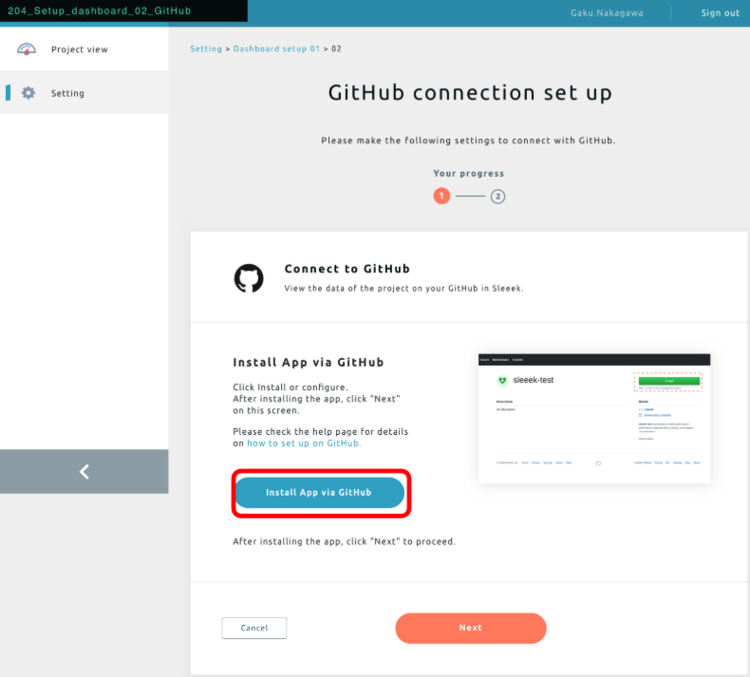 204_Setup_dashboard_02_GitHub
Gaku.Nakagawa
Sign out
Project view
Setting
Setting > Dashboard setup 01 > 02
GitHub connection set up
Please make the following settings to connect with GitHub.
Your progress
1
2
Connect to GitHub
View the data of the project on your GitHub in Sleeek.
Install App via GitHub
Click Install or configure.
After installing the app, click "Next"
on this screen.
Please check the help page for details
on how to set up on GitHub.
sleeek-test
Install App via GitHub
After installing the app, click "Next" to proceed.
Cancel
Next